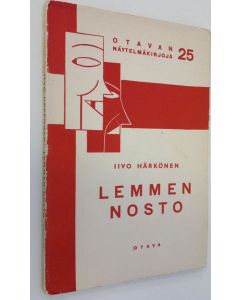 OTAVAN
NÄYTELMÄKIRJOJA 25
IIVO HÄRKÖNEN
LEMMEN
NOSTO
OTAVA